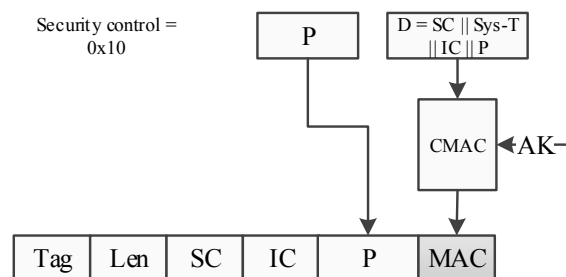 Security control =
0x10
P
D = SC || Sys-T
|| IC || P
CMAC
AK
Tag Len SC IC P MAC